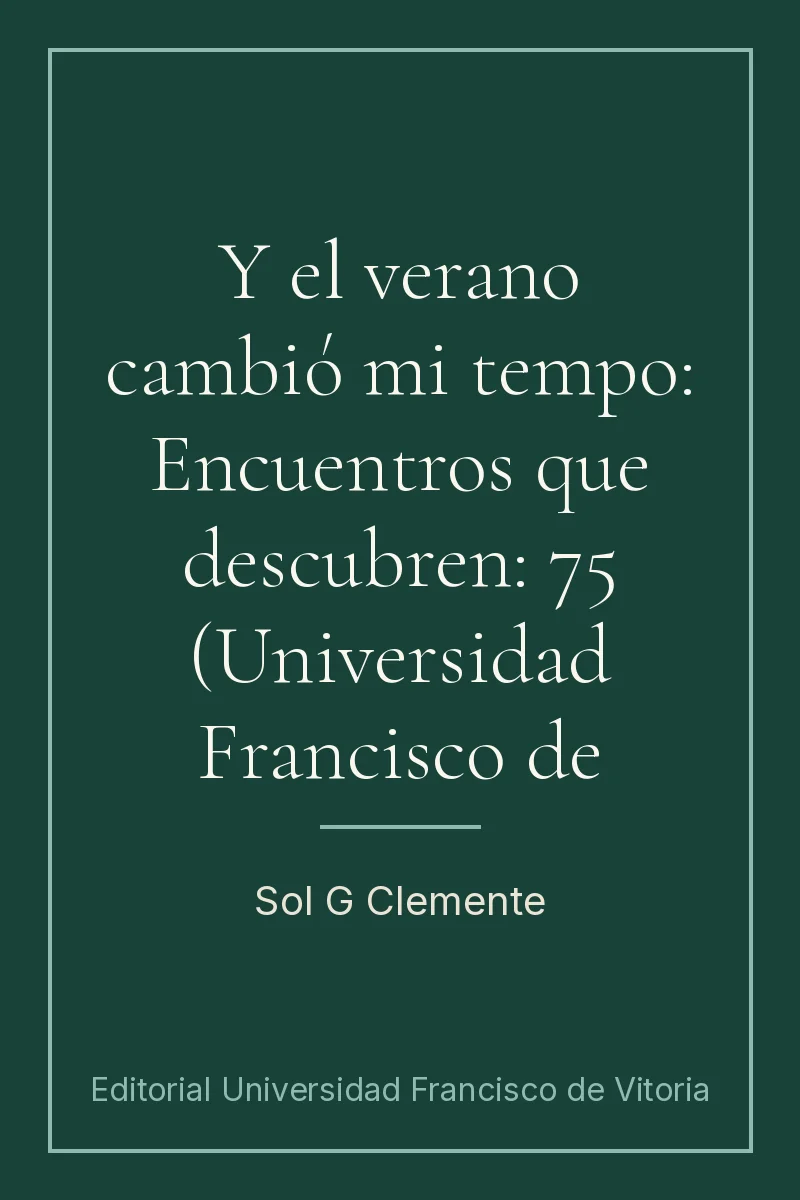 Y el verano
cambió mi tempo:
Encuentros que
descubren: 75
(Universidad
Francisco de
Sol G Clemente
Editorial Universidad Francisco de Vitoria